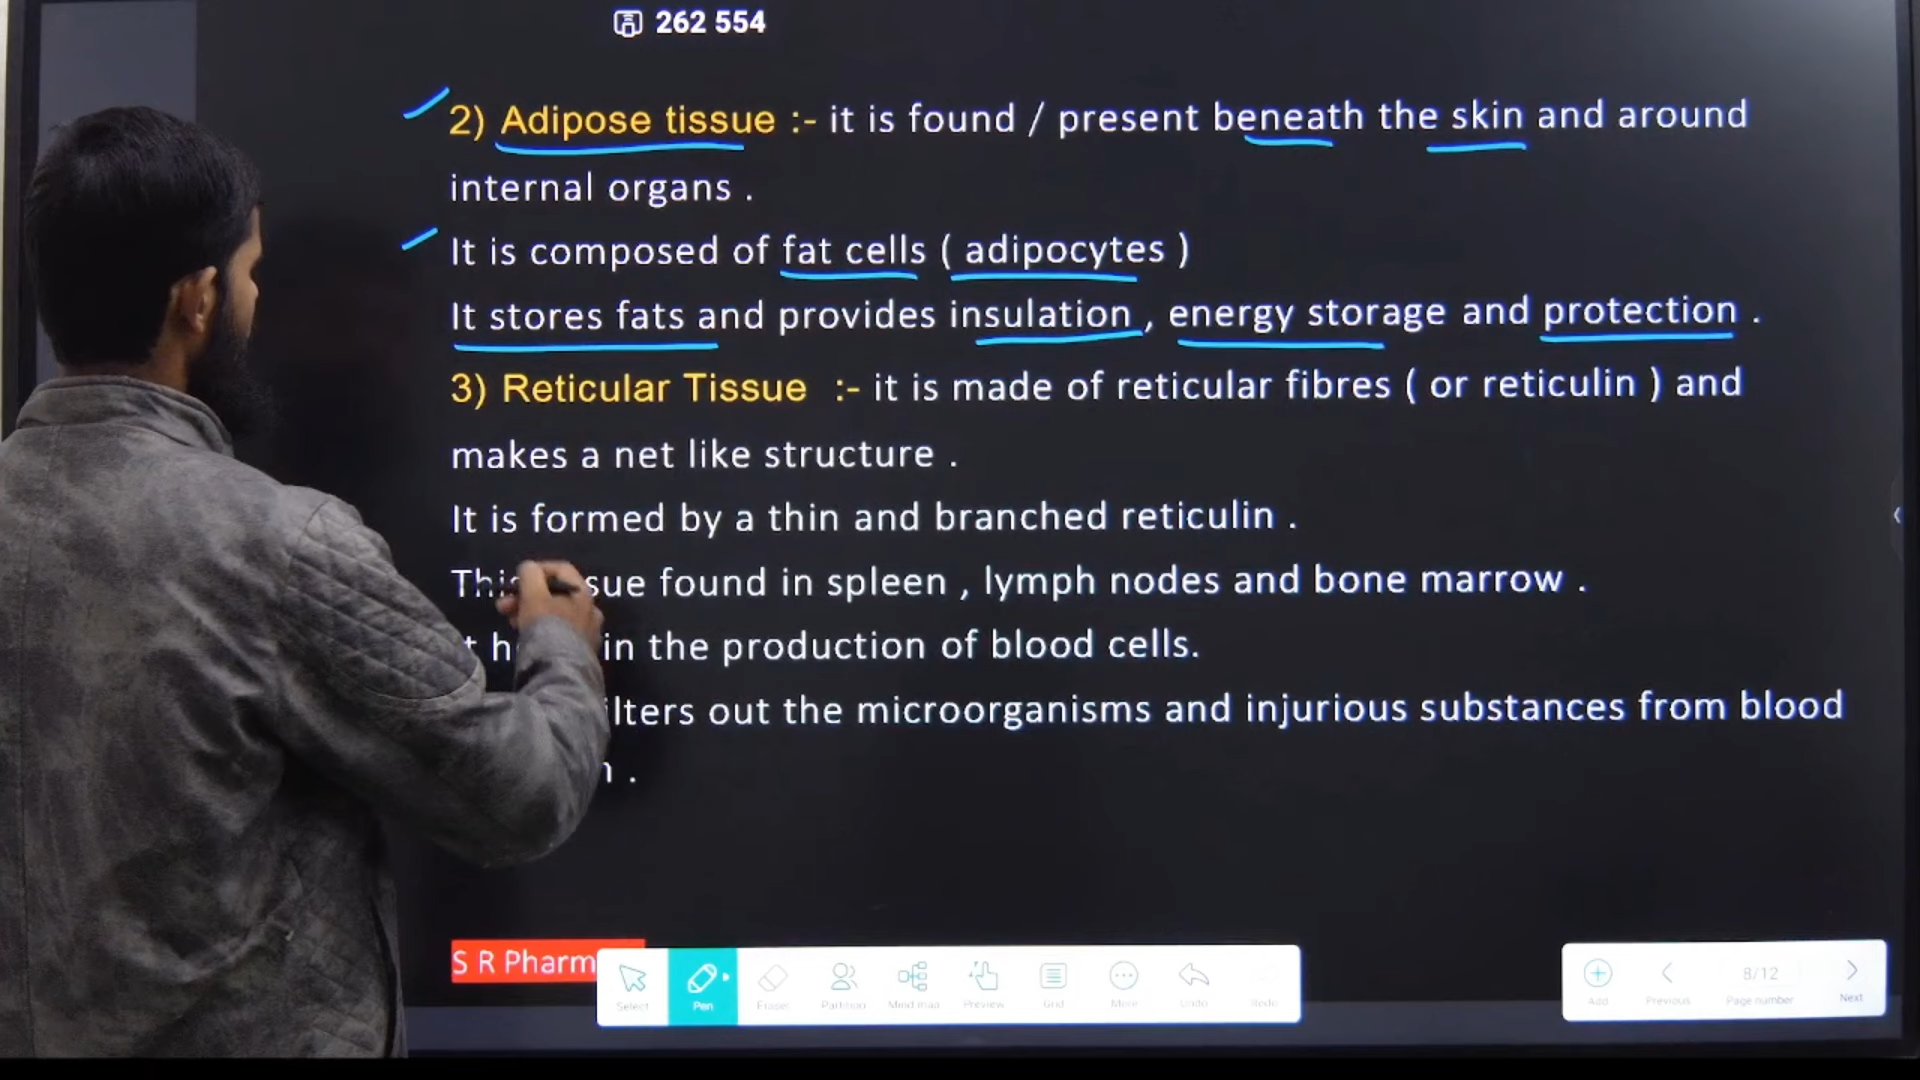 262 554
2) Adipose tissue :- it is found / present beneath the skin and around
internal organs .
It is composed of fat cells ( adipocytes )
It stores fats and provides insulation , energy storage and protection .
3) Reticular Tissue :- it is made of reticular fibres ( or reticulin ) and
makes a net like structure .
It is formed by a thin and branched reticulin .
This found in spleen , lymph nodes and bone marrow .
in the production of blood cells.
out the microorganisms and injurious substances from blood
.
S R Pharm
Select Pen Eraser Partition Mind map Preview Grid More Undo Redo
Add Previous 8/12 Page number Next